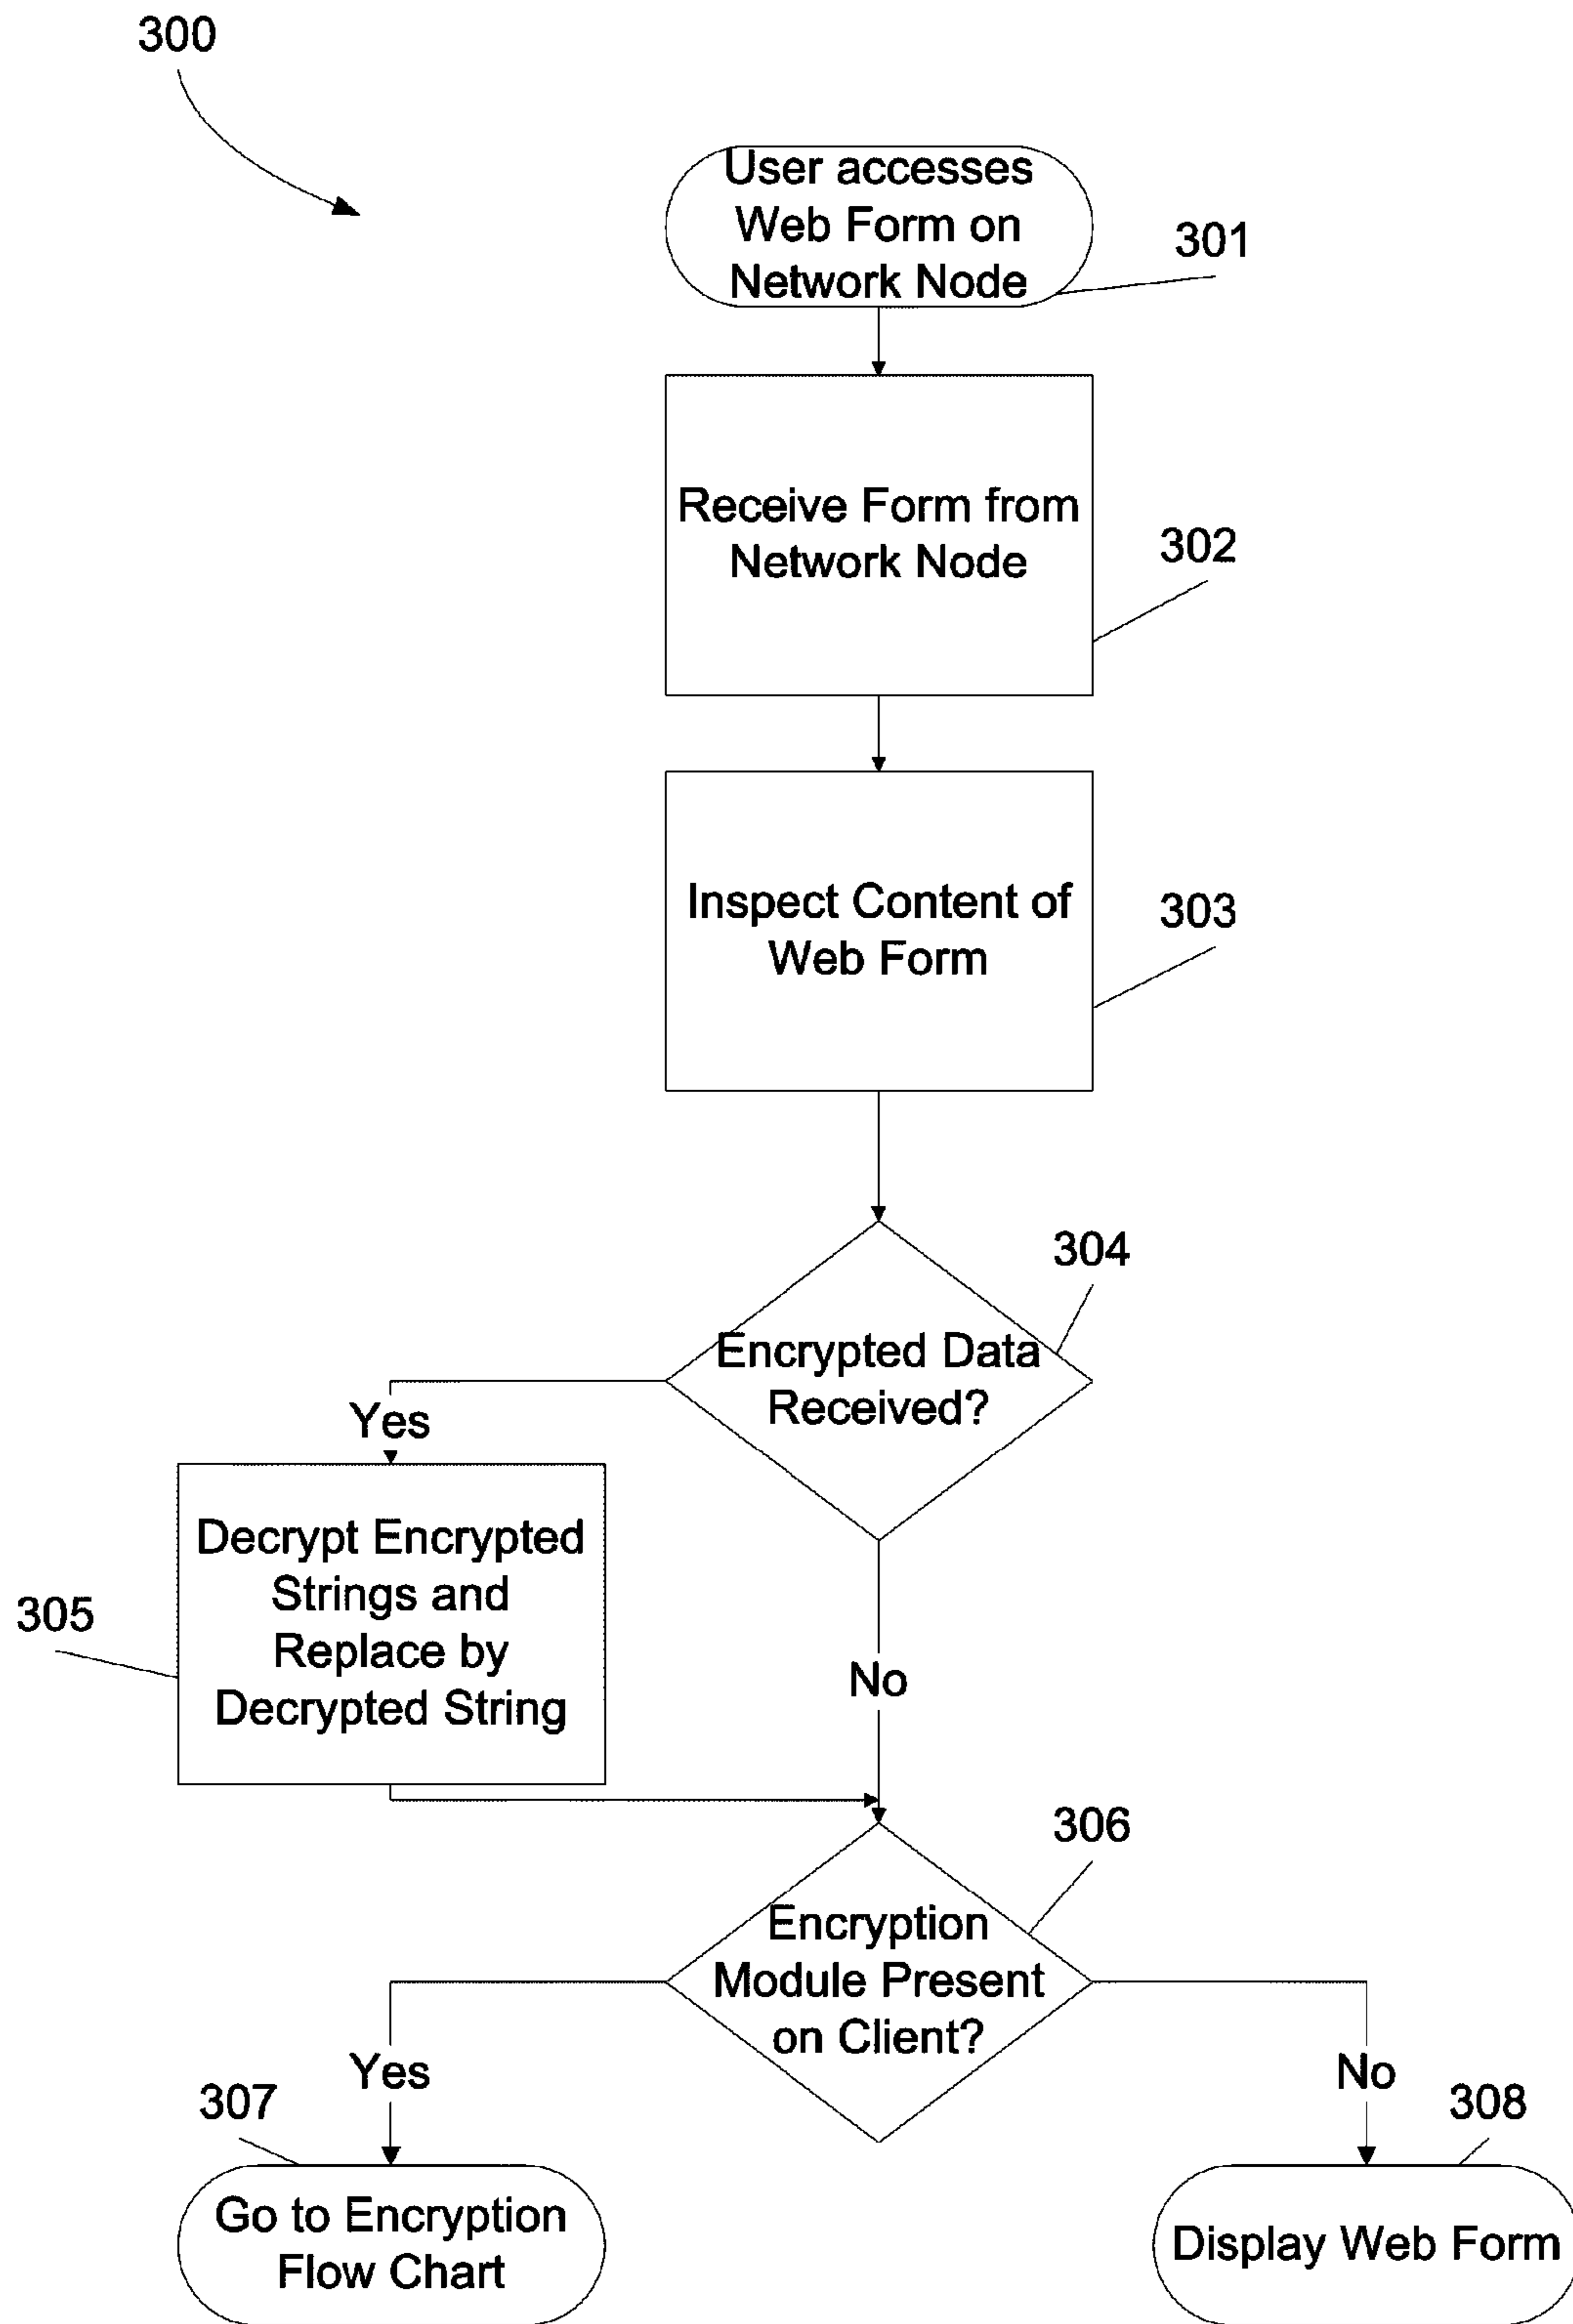 300
User accesses
Web Form on
Network Node
301
Receive Form from
Network Node
302
Inspect Content of
Web Form
303
304
Encrypted Data
Received?
Yes
Decrypt Encrypted
Strings and
Replace by
Decrypted String
305
No
306
Encryption
Module Present
on Client?
Yes
No
307
308
Go to Encryption
Flow Chart
Display Web Form